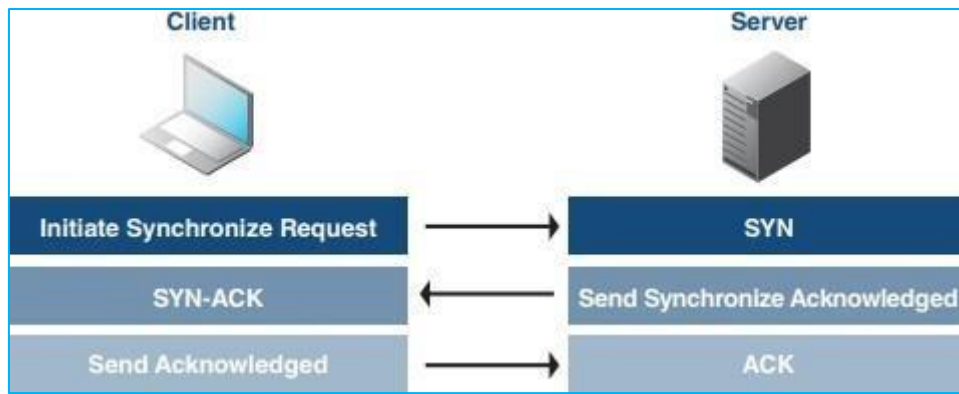 Client
Server
Initiate Synchronize Request
SYN
SYN-ACK
Send Synchronize Acknowledged
Send Acknowledged
ACK